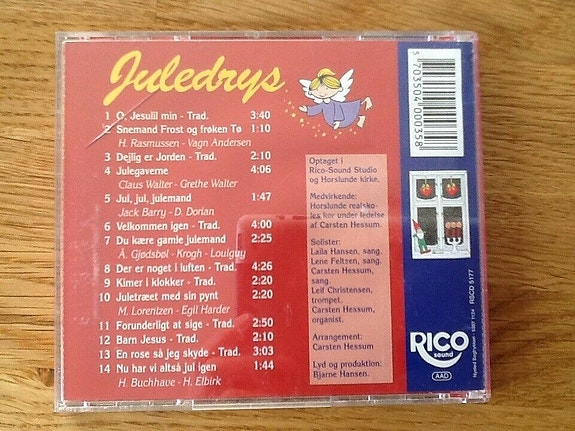 Juledrys
1 O, Jesulil min - Trad. 3:40
2 Snemand Frost og frøken Tø 1:10
H. Rasmussen - Vagn Andersen
3 Dejlig er Jorden - Trad. 2:10
4 Julegaverne 4:06
Claus Walter - Grethe Walter
5 Jul, jul, julemand 1:47
Jack Barry - D. Dorian
6 Velkommen igen - Trad. 4:00
7 Du kære gamle julemand 2:25
Å. Gjødsbøl - Krogh - Loulguy
8 Der er noget i luften - Trad. 4:26
9 Kimer i klokker - Trad. 2:20
10 Juletræet med sin pynt 2:20
M. Lorentzen - Egil Harder
11 Forunderligt at sige - Trad. 2:50
12 Barn Jesus - Trad. 2:10
13 En rose så jeg skyde - Trad. 3:03
14 Nu har vi altså jul igen 1:44
H. Buchhave - H. Elbirk
Optaget i
Rico-Sound Studio
og Horslunde kirke.
Medvirkende:
Horslunde realsko-
les kor under ledelse
af Carsten Hessum.
Solister:
Laila Hansen, sang.
Lene Feltzen, sang.
Carsten Hessum,
sang.
Leif Christensen,
trompet.
Carsten Hessum,
organist.
Arrangement:
Carsten Hessum
Lyd og produktion:
Bjarne Hansen.
5 703504 000358
RSCD 5177
RICO
sound
AAD